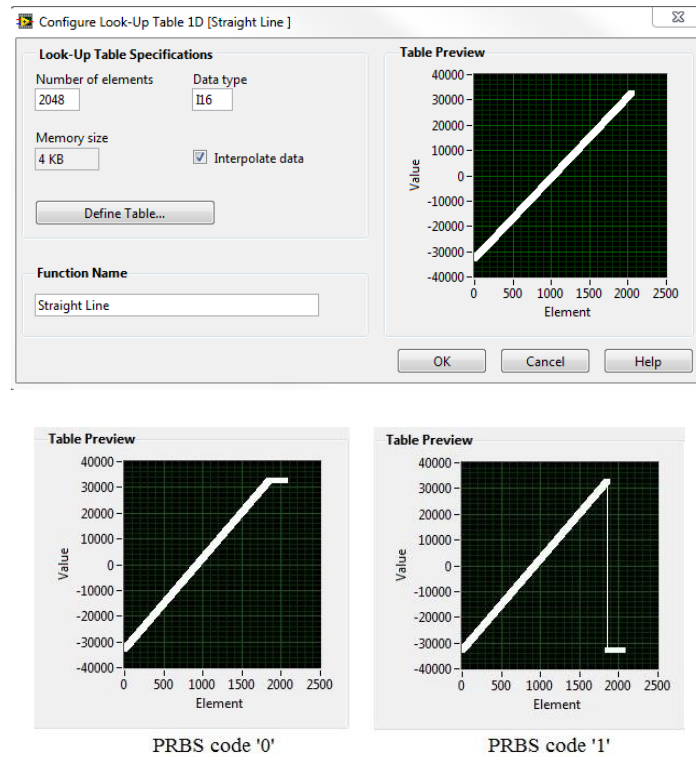 Configure Look-Up Table 1D [Straight Line ]
Look-Up Table Specifications
Number of elements
Data type
2048
I16
Memory size
4 KB
Interpolate data
Define Table...
Function Name
Straight Line
Table Preview
40000
30000
20000
10000
0
-10000
-20000
-30000
-40000
Value
0 500 1000 1500 2000 2500
Element
OK Cancel Help
Table Preview
40000
30000
20000
10000
0
-10000
-20000
-30000
-40000
Value
0 500 1000 1500 2000 2500
Element
PRBS code '0'
Table Preview
40000
30000
20000
10000
0
-10000
-20000
-30000
-40000
Value
0 500 1000 1500 2000 2500
Element
PRBS code '1'